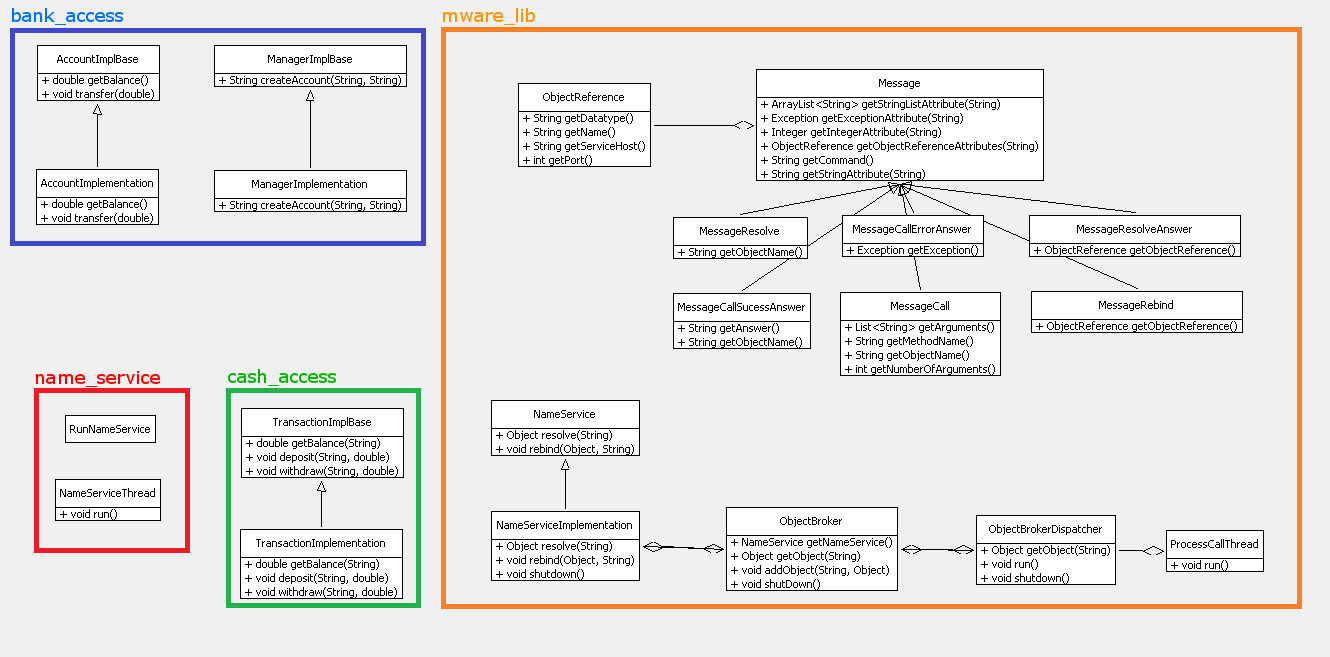 bank_access
AccountImplBase
+ double getBalance()
+ void transfer(double)
ManagerImplBase
+ String createAccount(String, String)
AccountImplementation
+ double getBalance()
+ void transfer(double)
ManagerImplementation
+ String createAccount(String, String)
mware_lib
ObjectReference
+ String getDatatype()
+ String getName()
+ String getServiceHost()
+ int getPort()
Message
+ ArrayList<String> getStringListAttribute(String)
+ Exception getExceptionAttribute(String)
+ Integer getIntegerAttribute(String)
+ ObjectReference getObjectReferenceAttributes(String)
+ String getCommand()
+ String getStringAttribute(String)
MessageResolve
+ String getObjectName()
MessageCallErrorAnswer
+ Exception getException()
MessageResolveAnswer
+ ObjectReference getObjectReference()
MessageCallSucessAnswer
+ String getAnswer()
+ String getObjectName()
MessageCall
+ List<String> getArguments()
+ String getMethodName()
+ String getObjectName()
+ int getNumberOfArguments()
MessageRebind
+ ObjectReference getObjectReference()
NameService
+ Object resolve(String)
+ void rebind(Object, String)
NameServiceImplementation
+ Object resolve(String)
+ void rebind(Object, String)
+ void shutdown()
ObjectBroker
+ NameService getNameService()
+ Object getObject(String)
+ void addObject(String, Object)
+ void shutDown()
ObjectBrokerDispatcher
+ Object getObject(String)
+ void run()
+ void shutdown()
ProcessCallThread
+ void run()
name_service
RunNameService
NameServiceThread
+ void run()
cash_access
TransactionImplBase
+ double getBalance(String)
+ void deposit(String, double)
+ void withdraw(String, double)
TransactionImplementation
+ double getBalance(String)
+ void deposit(String, double)
+ void withdraw(String, double)